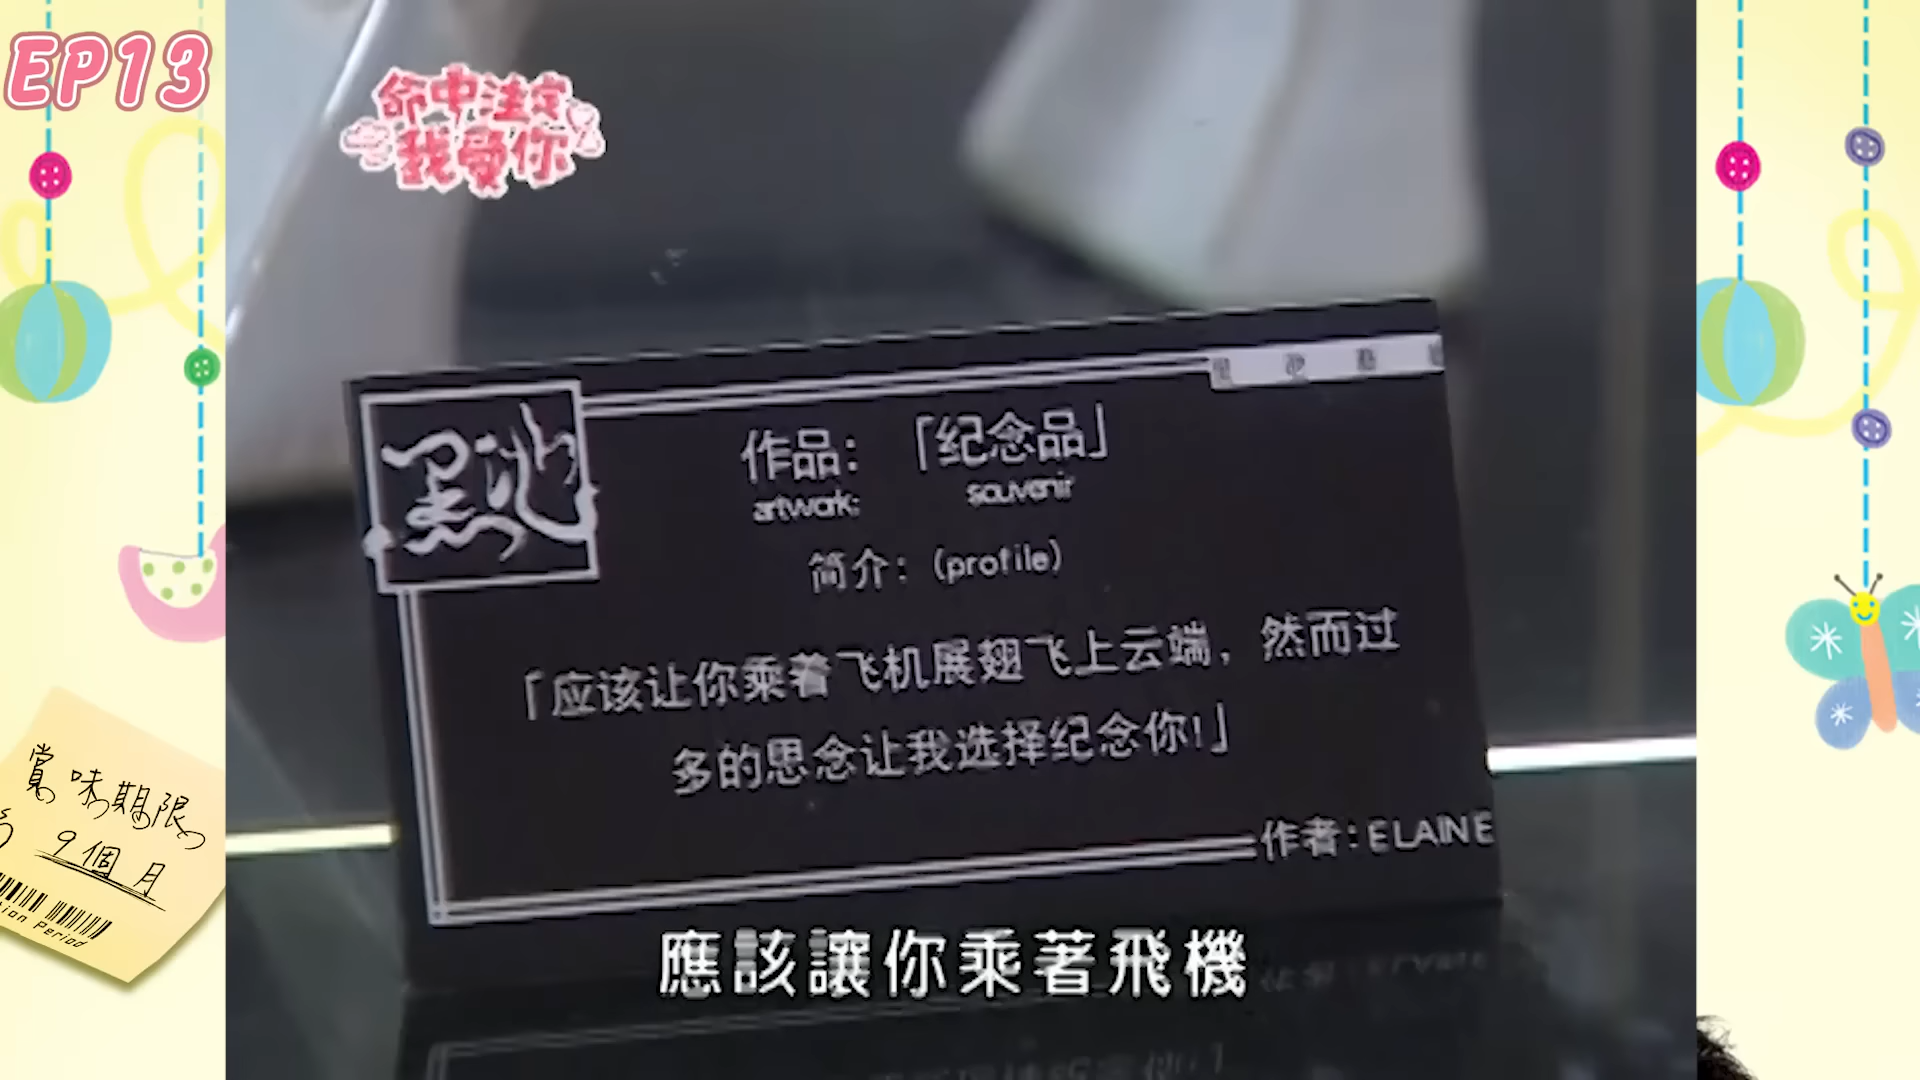 EP13
命中注定
我愛你
作品：「纪念品」
artwork: souvenir
简介：(profile)
「应该让你乘着飞机展翅飞上云端，然而过
多的思念让我选择纪念你！」
作者：ELAINE
應該讓你乘著飛機
賞味期限
9個月
Period